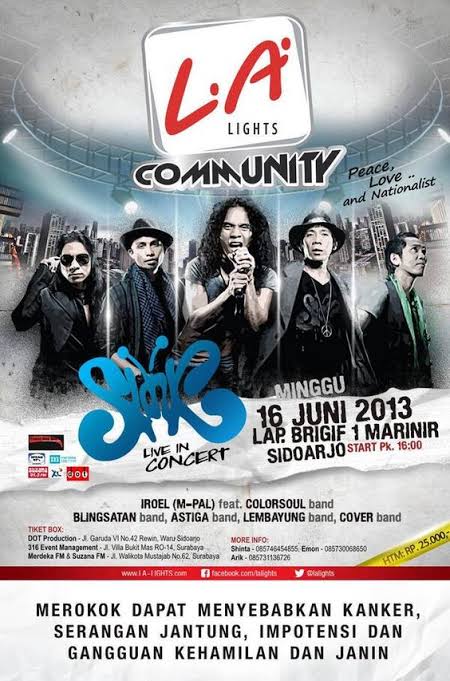 L.A.
LIGHTS
COMMUNITY
Peace,
Love ..
and Nationalist
Slank
LIVE IN
CONCERT
MINGGU
16 JUNI 2013
LAP. BRIGIF 1 MARINIR
SIDOARJO START Pk. 16:00
IROEL (M-PAL) feat. COLORSOUL band
BLINGSATAN band, ASTIGA band, LEMBAYUNG band, COVER band
TIKET BOX:
DOT Production - Jl. Garuda VI No.42 Rewin, Waru Sidoarjo
316 Event Management - Jl. Villa Bukit Mas RO-14, Surabaya
Merdeka FM & Suzana FM - Jl. Walikota Mustajab No.62, Surabaya
MORE INFO:
Shinta - 085746454855, Emon - 085730068650
Arik - 085731136726
HTM: RP. 25.000,-
WWW.LA-LIGHTS.COM facebook.com/lalights @lalights
MEROKOK DAPAT MENYEBABKAN KANKER,
SERANGAN JANTUNG, IMPOTENSI DAN
GANGGUAN KEHAMILAN DAN JANIN